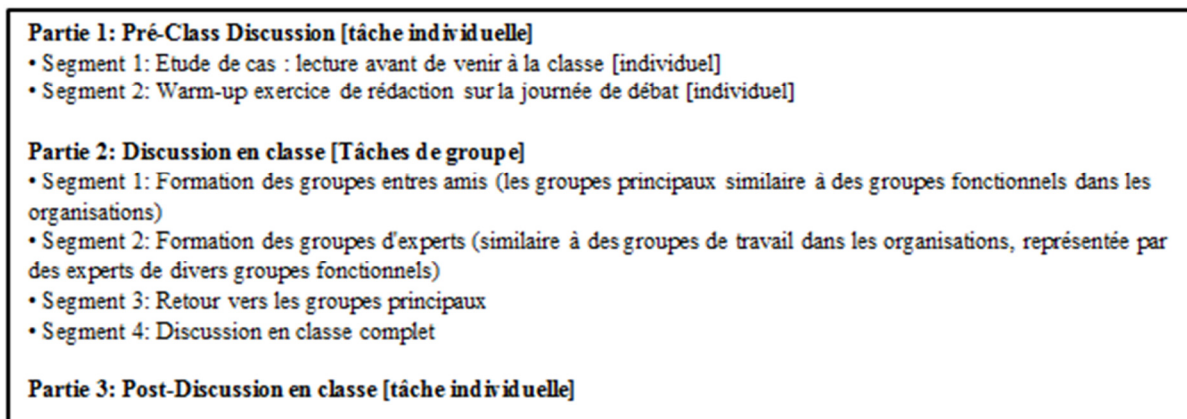 Partie 1: Pré-Class Discussion [tâche individuelle]
• Segment 1: Etude de cas : lecture avant de venir à la classe [individuel]
• Segment 2: Warm-up exercice de rédaction sur la journée de débat [individuel]
Partie 2: Discussion en classe [Tâches de groupe]
• Segment 1: Formation des groupes entres amis (les groupes principaux similaire à des groupes fonctionnels dans les
organisations)
• Segment 2: Formation des groupes d'experts (similaire à des groupes de travail dans les organisations, représentée par
des experts de divers groupes fonctionnels)
• Segment 3: Retour vers les groupes principaux
• Segment 4: Discussion en classe complet
Partie 3: Post-Discussion en classe [tâche individuelle]